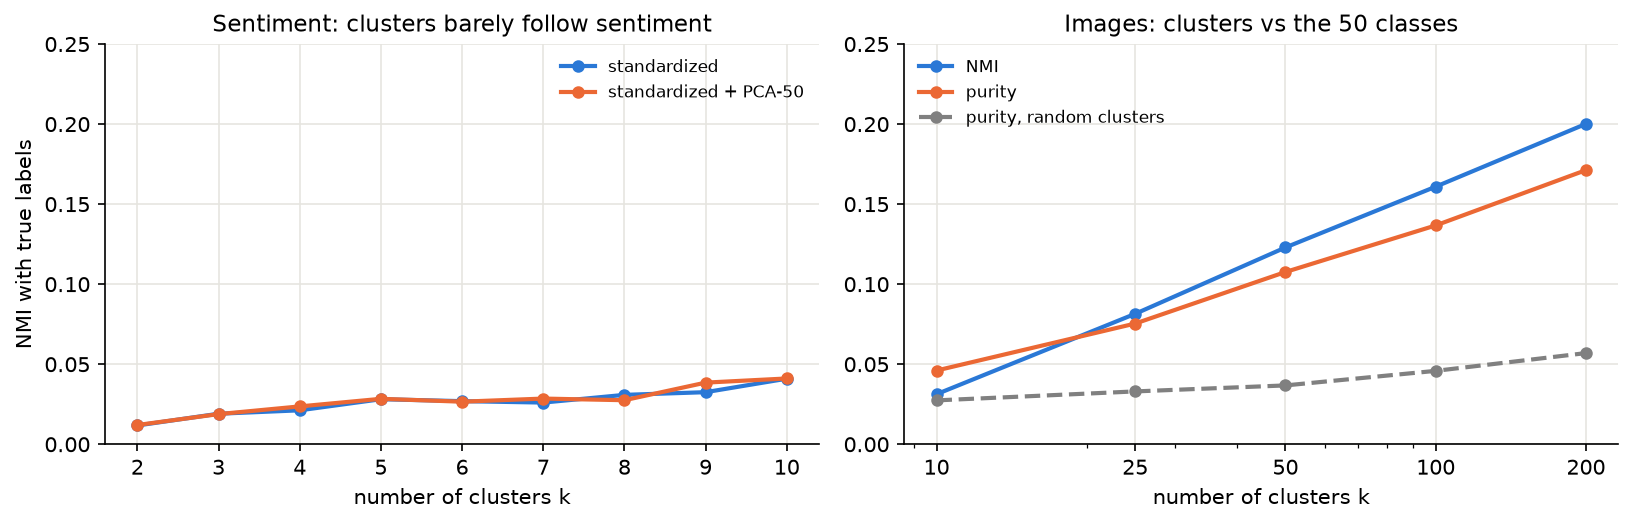 Sentiment: clusters barely follow sentiment
NMI with true labels
0.25
0.20
0.15
0.10
0.05
0.00
standardized
standardized + PCA-50
2 3 4 5 6 7 8 9 10
number of clusters k
Images: clusters vs the 50 classes
0.25
0.20
0.15
0.10
0.05
0.00
NMI
purity
purity, random clusters
10 25 50 100 200
number of clusters k